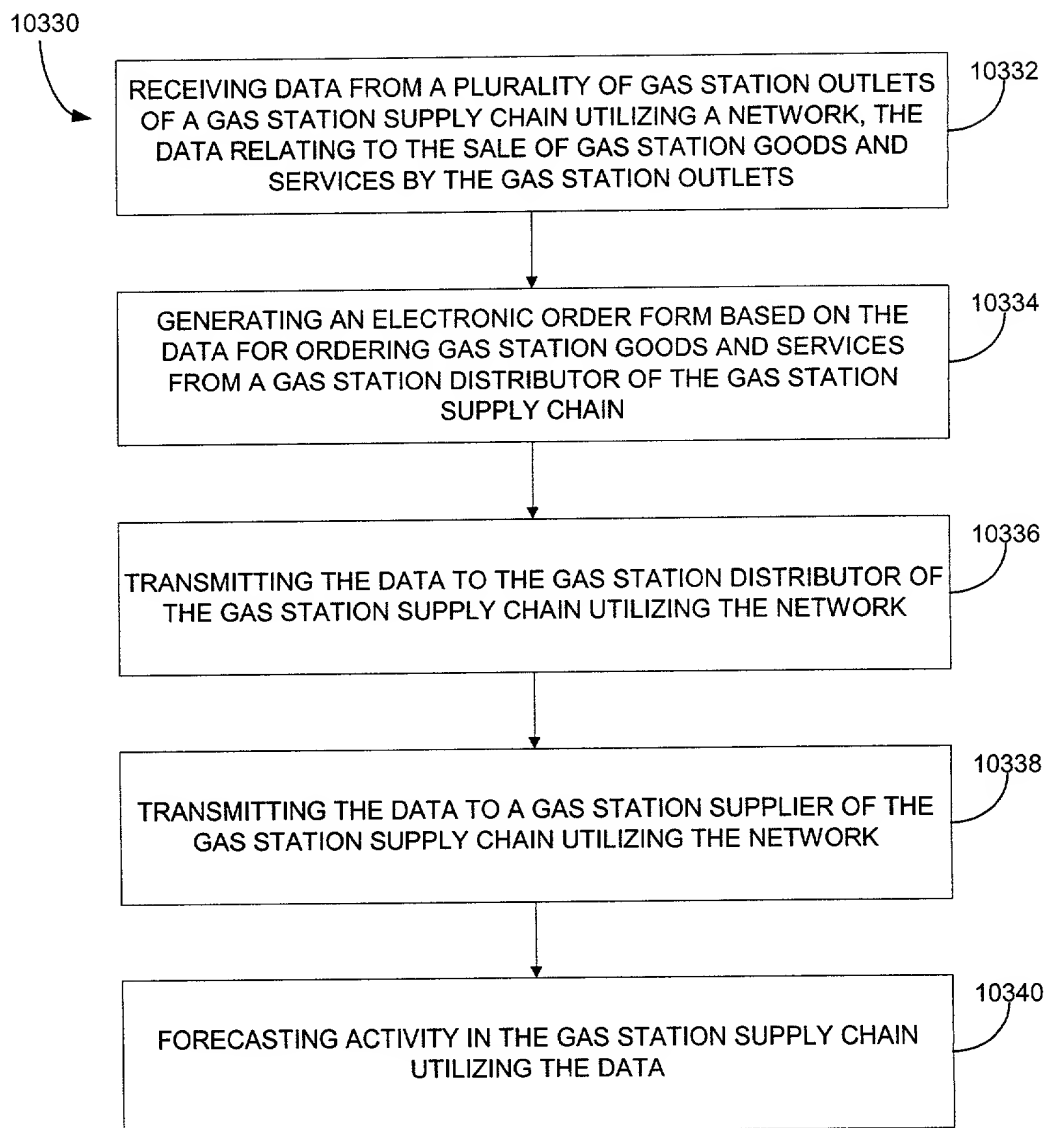 10330
RECEIVING DATA FROM A PLURALITY OF GAS STATION OUTLETS
OF A GAS STATION SUPPLY CHAIN UTILIZING A NETWORK, THE
DATA RELATING TO THE SALE OF GAS STATION GOODS AND
SERVICES BY THE GAS STATION OUTLETS
10332
GENERATING AN ELECTRONIC ORDER FORM BASED ON THE
DATA FOR ORDERING GAS STATION GOODS AND SERVICES
FROM A GAS STATION DISTRIBUTOR OF THE GAS STATION
SUPPLY CHAIN
10334
TRANSMITTING THE DATA TO THE GAS STATION DISTRIBUTOR OF
THE GAS STATION SUPPLY CHAIN UTILIZING THE NETWORK
10336
TRANSMITTING THE DATA TO A GAS STATION SUPPLIER OF THE
GAS STATION SUPPLY CHAIN UTILIZING THE NETWORK
10338
FORECASTING ACTIVITY IN THE GAS STATION SUPPLY CHAIN
UTILIZING THE DATA
10340